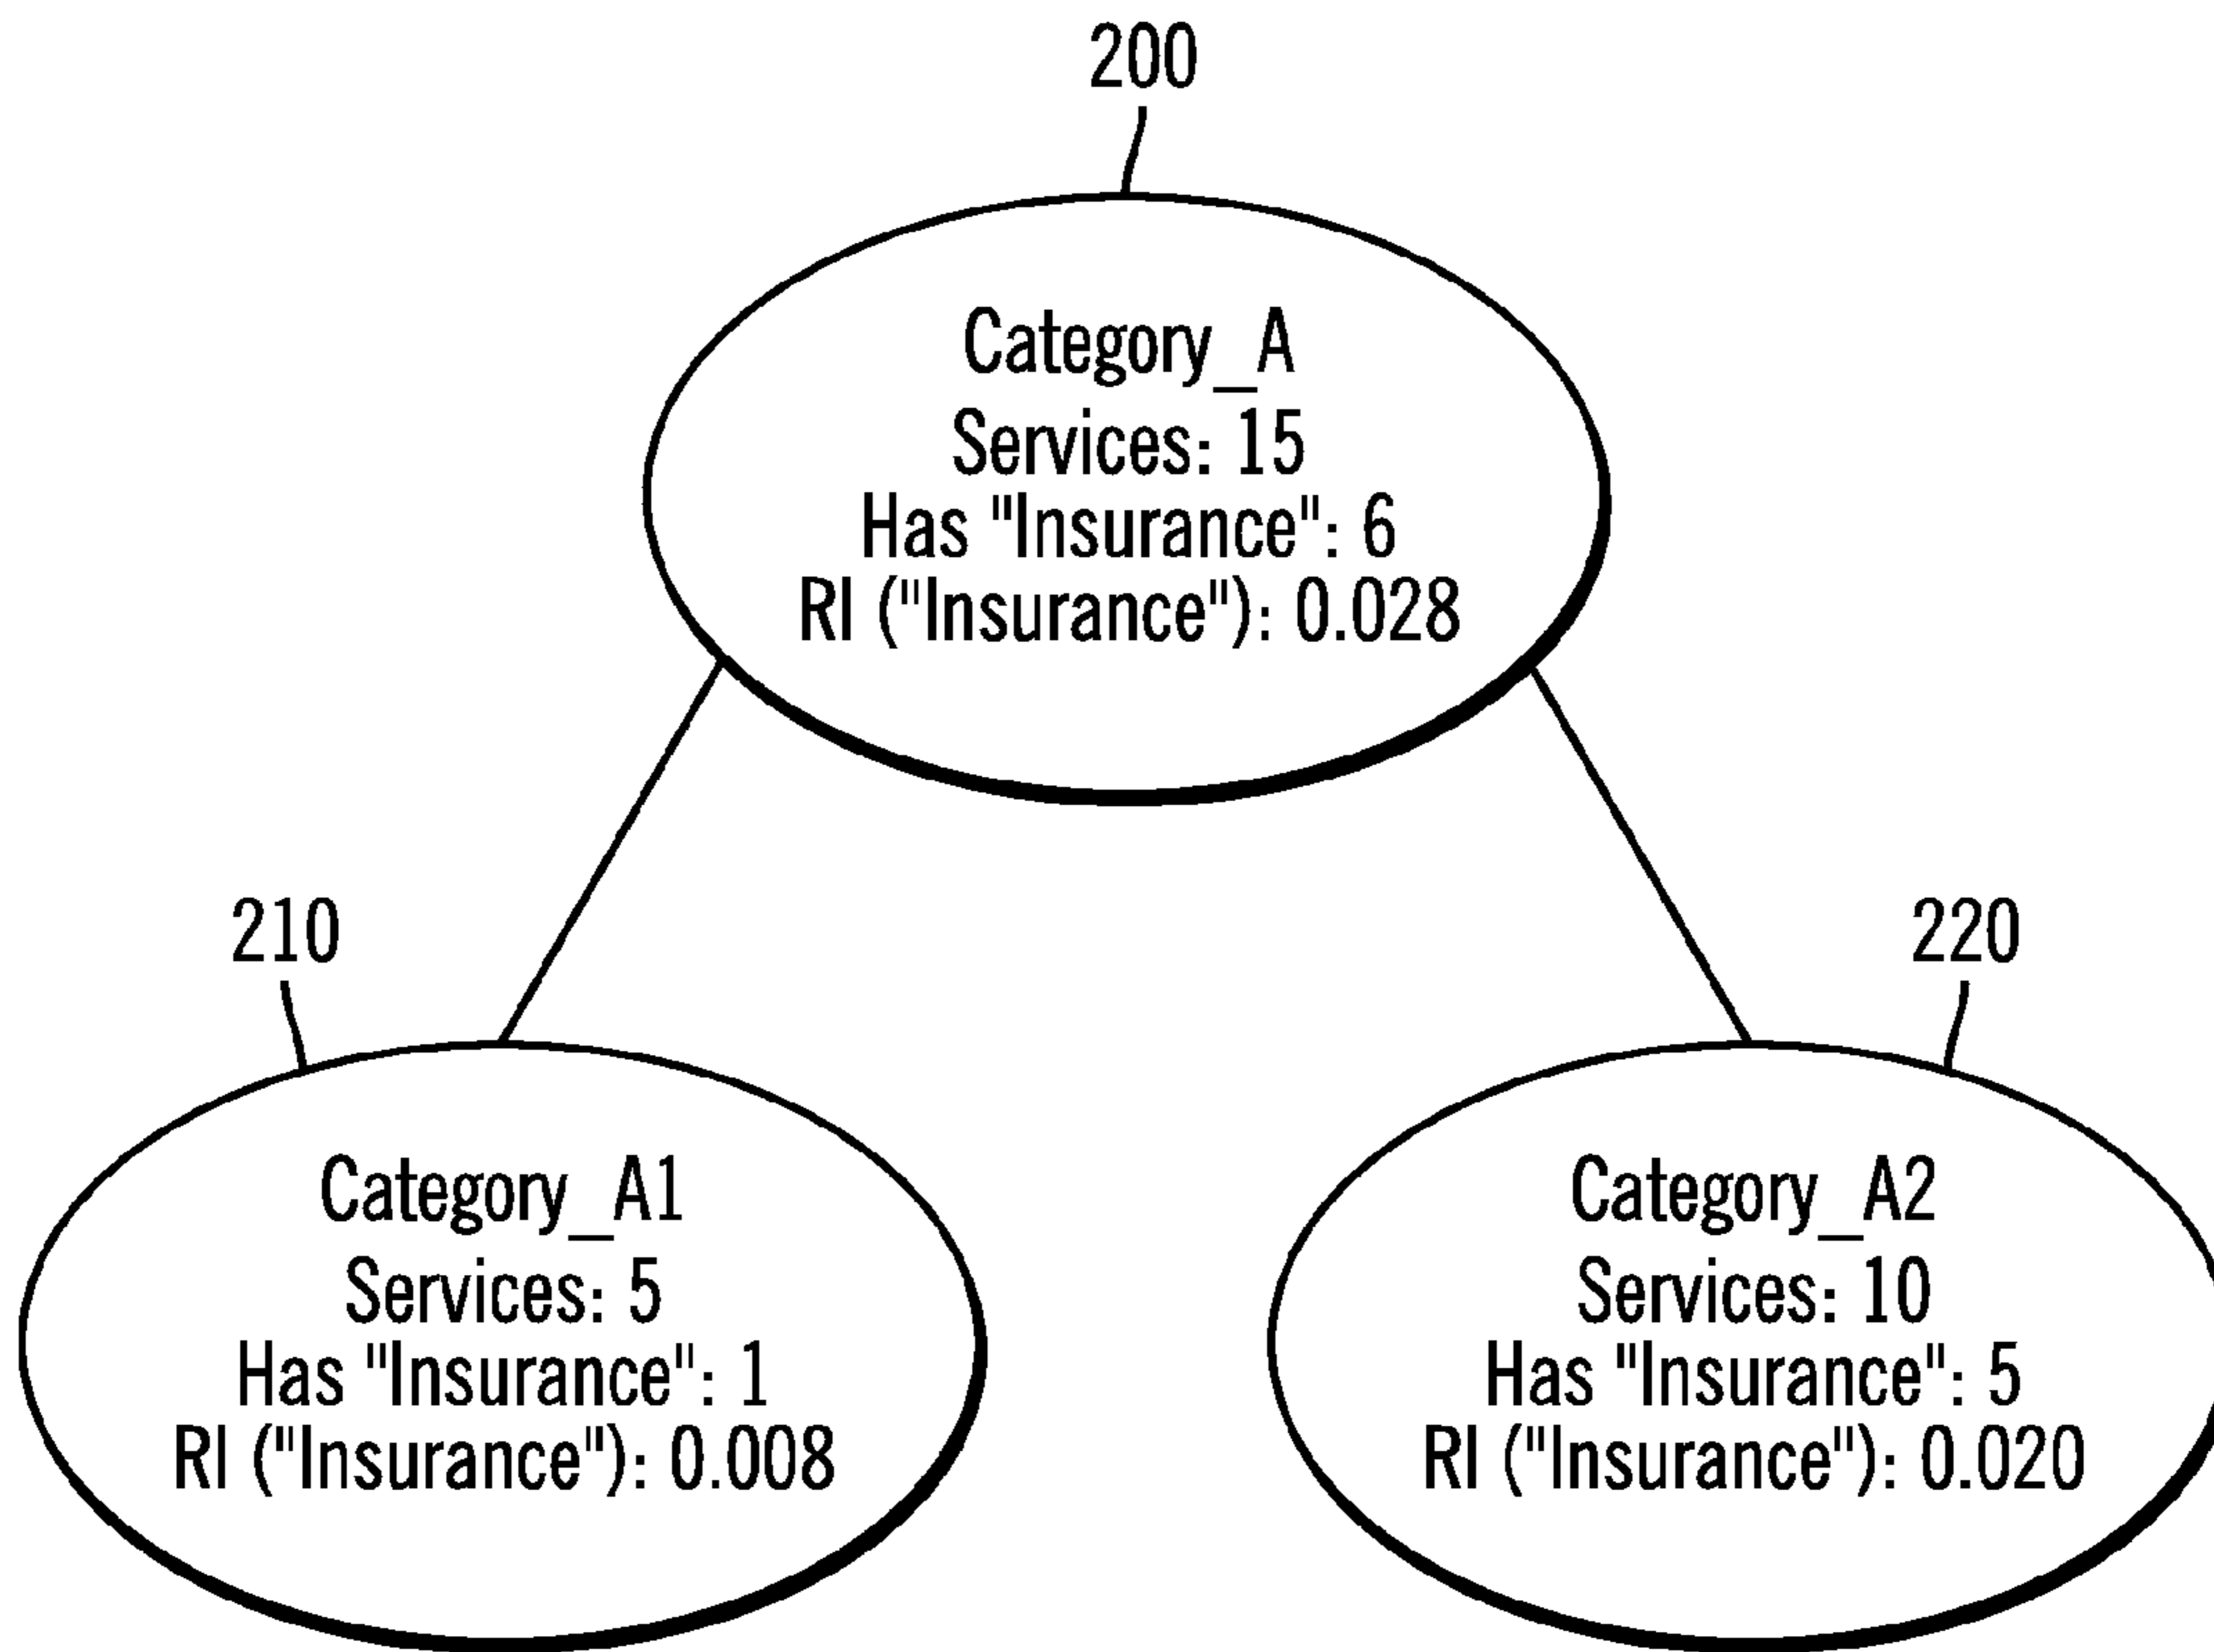 200
Category_A
Services: 15
Has "Insurance": 6
RI ("Insurance"): 0.028
210
220
Category_A1
Services: 5
Has "Insurance": 1
RI ("Insurance"): 0.008
Category_A2
Services: 10
Has "Insurance": 5
RI ("Insurance"): 0.020